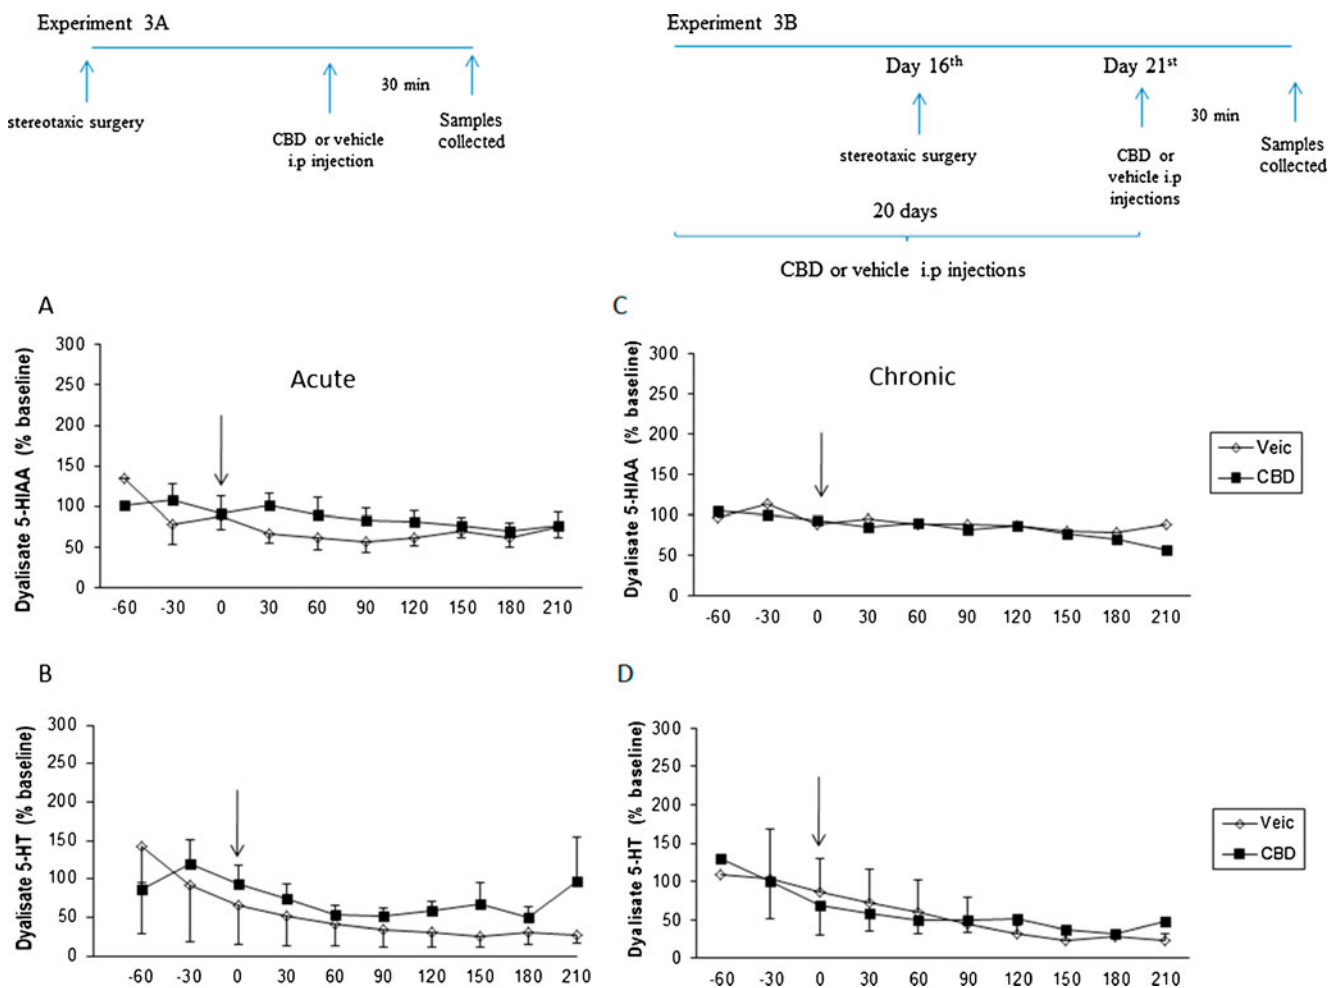 Experiment 3A
30 min
stereotaxic surgery
CBD or vehicle
i.p injection
Samples
collected
Experiment 3B
Day 16th
Day 21st
30 min
stereotaxic surgery
CBD or
vehicle i.p
injections
Samples
collected
20 days
CBD or vehicle i.p injections
A
Dyalisate 5-HIAA (% baseline)
300
250
200
150
100
50
0
Acute
-60 -30 0 30 60 90 120 150 180 210
C
Dyalisate 5-HIAA (% baseline)
300
250
200
150
100
50
0
Chronic
-60 -30 0 30 60 90 120 150 180 210
Veic
CBD
B
Dyalisate 5-HT (% baseline)
300
250
200
150
100
50
0
-60 -30 0 30 60 90 120 150 180 210
D
Dyalisate 5-HT (% baseline)
300
250
200
150
100
50
0
-60 -30 0 30 60 90 120 150 180 210
Veic
CBD